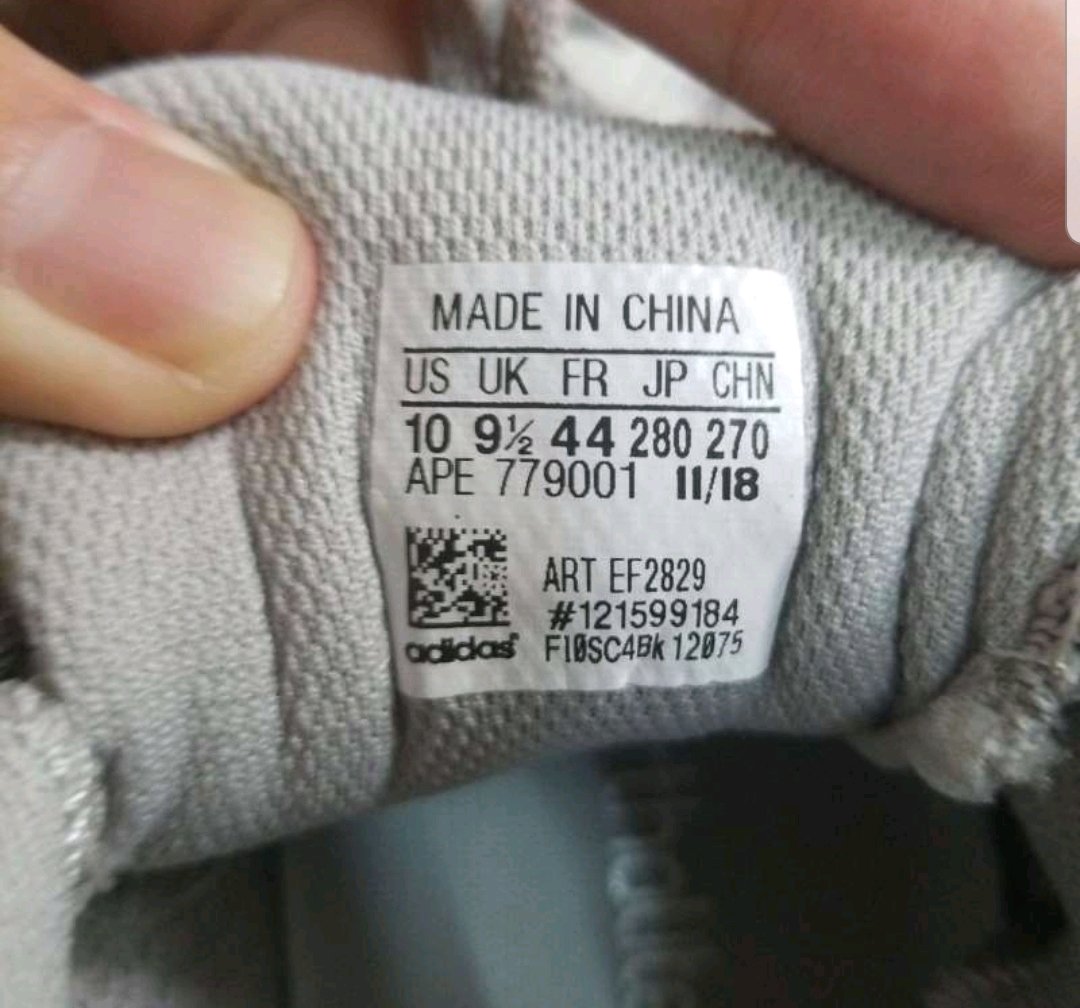 MADE IN CHINA
US UK FR JP CHN
10 9½ 44 280 270
APE 779001 11/18
ART EF2829
#121599184
adidas F10SC4Bk 12075